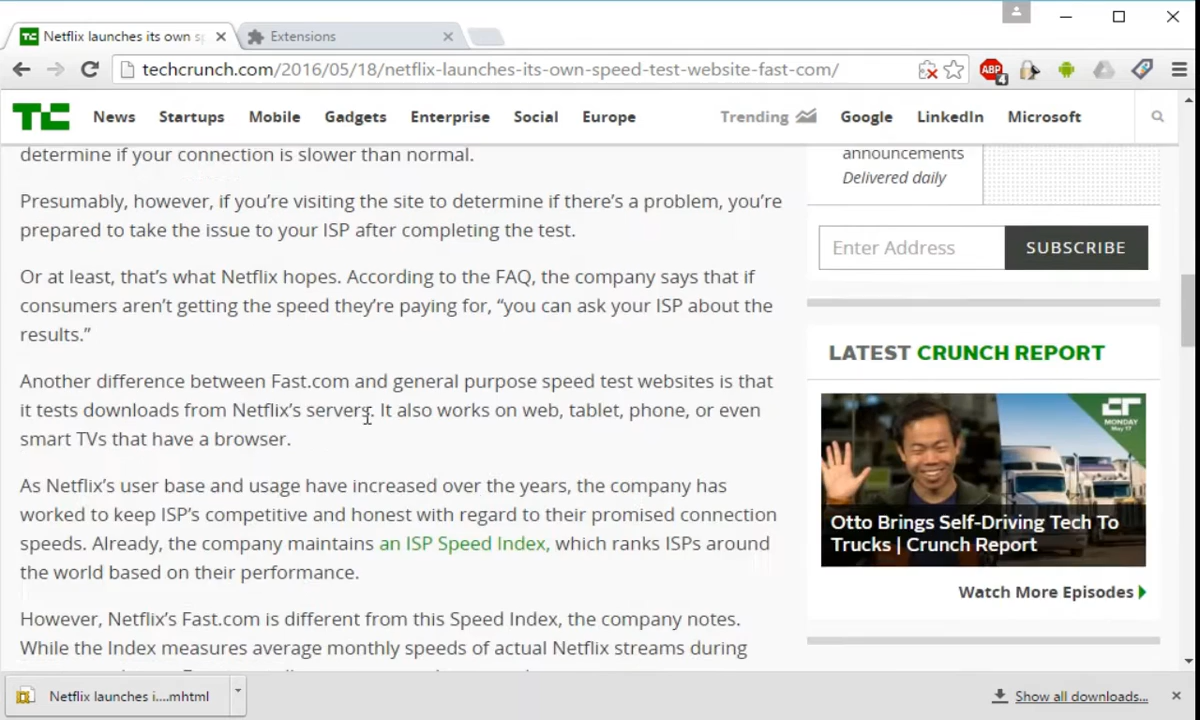 Netflix launches its own s
Extensions
techcrunch.com/2016/05/18/netflix-launches-its-own-speed-test-website-fast-com/
ABP
4
TC
News Startups Mobile Gadgets Enterprise Social Europe Trending Google LinkedIn Microsoft
determine if your connection is slower than normal.
Presumably, however, if you’re visiting the site to determine if there’s a problem, you’re
prepared to take the issue to your ISP after completing the test.
Or at least, that’s what Netflix hopes. According to the FAQ, the company says that if
consumers aren’t getting the speed they’re paying for, “you can ask your ISP about the
results.”
Another difference between Fast.com and general purpose speed test websites is that
it tests downloads from Netflix’s servers. It also works on web, tablet, phone, or even
smart TVs that have a browser.
As Netflix’s user base and usage have increased over the years, the company has
worked to keep ISP’s competitive and honest with regard to their promised connection
speeds. Already, the company maintains an ISP Speed Index, which ranks ISPs around
the world based on their performance.
However, Netflix’s Fast.com is different from this Speed Index, the company notes.
While the Index measures average monthly speeds of actual Netflix streams during
announcements
Delivered daily
Enter Address
SUBSCRIBE
LATEST CRUNCH REPORT
CR
MONDAY
May 17
Otto Brings Self-Driving Tech To
Trucks | Crunch Report
Watch More Episodes
Netflix launches i....mhtml
Show all downloads...